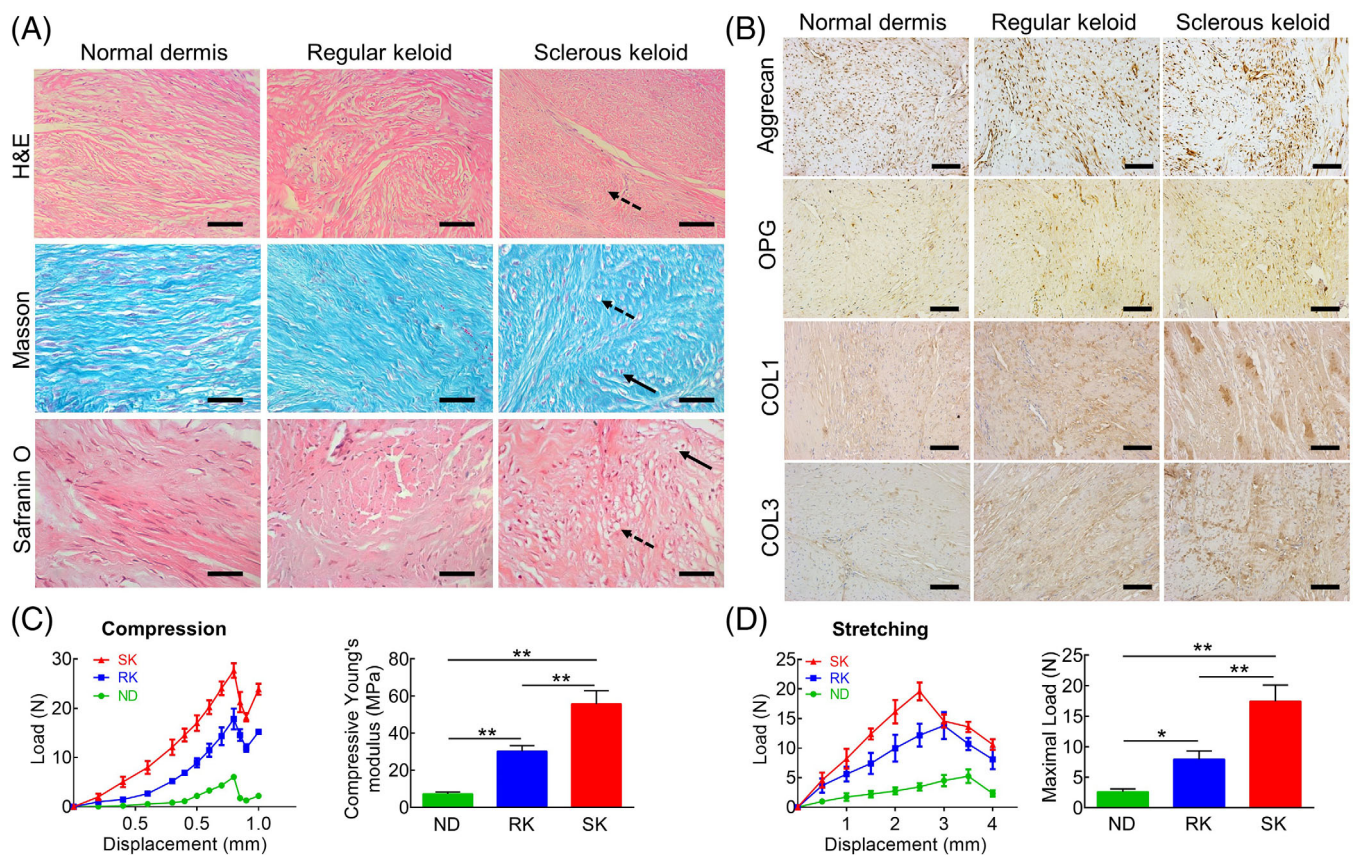 (A)
Normal dermis Regular keloid Sclerous keloid
H&E
Masson
Safranin O
(B)
Normal dermis Regular keloid Sclerous keloid
Aggrecan
OPG
COL1
COL3
(C)
Compression
SK
RK
ND
Load (N)
30
20
10
0
0.5 0.5 1.0
Displacement (mm)
Compressive Young's
modulus (MPa)
80
60
40
20
0
**
**
**
ND RK SK
(D)
Stretching
SK
RK
ND
Load (N)
25
20
15
10
5
0
1 2 3 4
Displacement (mm)
Maximal Load (N)
25
20
15
10
5
0
**
**
*
ND RK SK